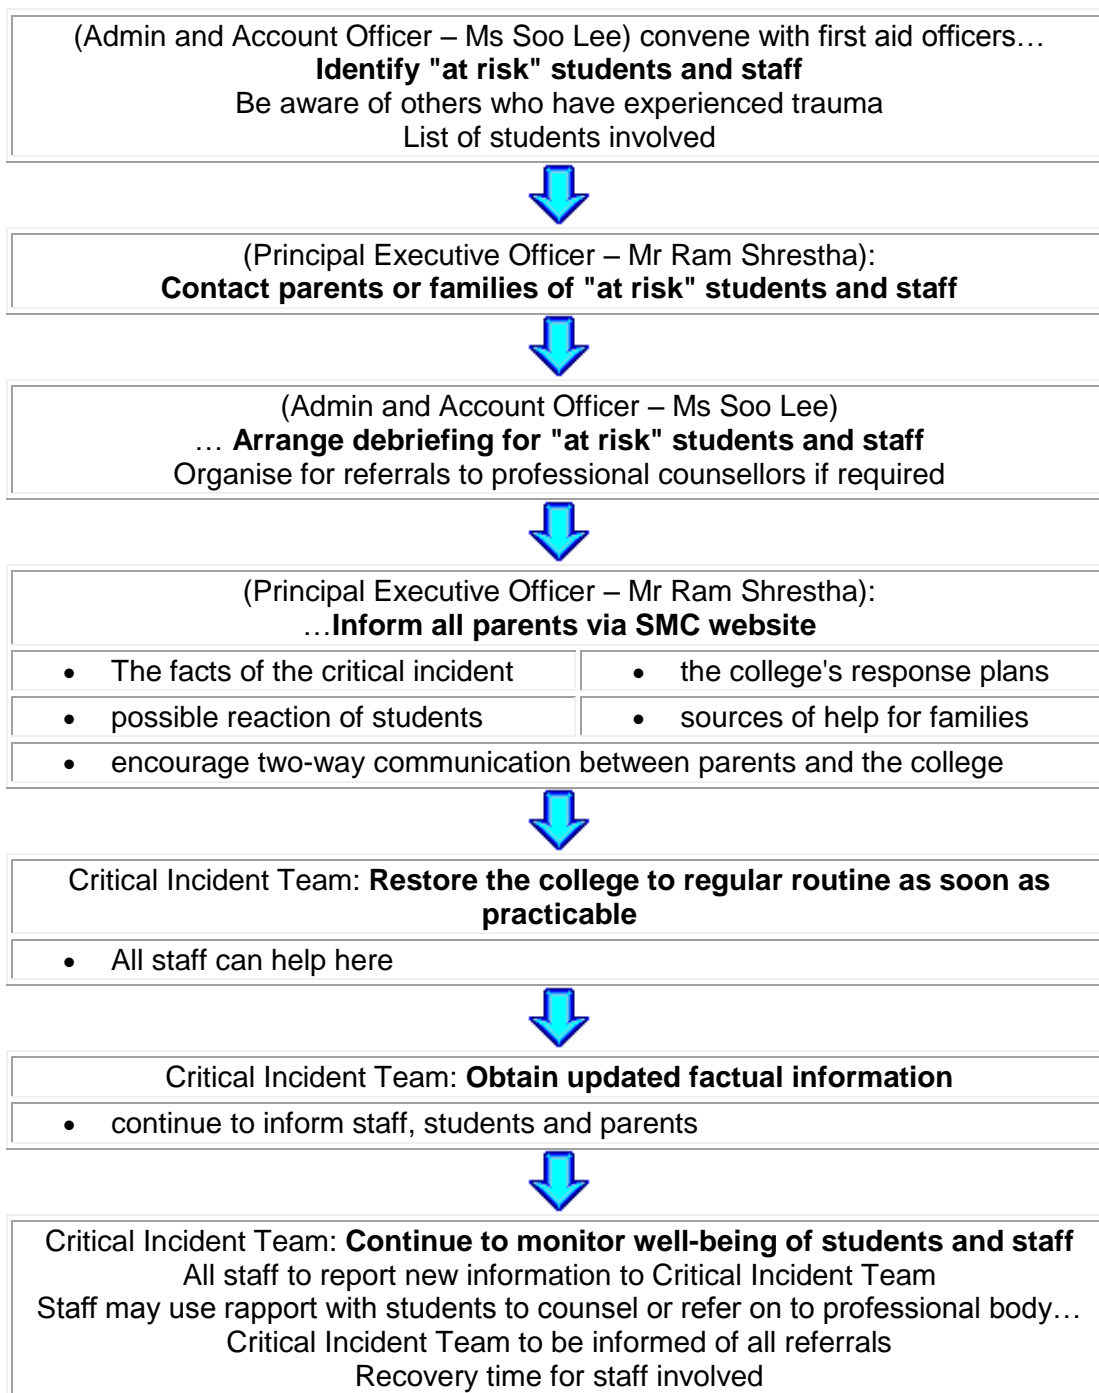 (Admin and Account Officer – Ms Soo Lee) convene with first aid officers…
Identify "at risk" students and staff
Be aware of others who have experienced trauma
List of students involved
(Principal Executive Officer – Mr Ram Shrestha):
Contact parents or families of "at risk" students and staff
(Admin and Account Officer – Ms Soo Lee)
… Arrange debriefing for "at risk" students and staff
Organise for referrals to professional counsellors if required
(Principal Executive Officer – Mr Ram Shrestha):
…Inform all parents via SMC website
• The facts of the critical incident
• the college's response plans
• possible reaction of students
• sources of help for families
• encourage two-way communication between parents and the college
Critical Incident Team: Restore the college to regular routine as soon as
practicable
• All staff can help here
Critical Incident Team: Obtain updated factual information
• continue to inform staff, students and parents
Critical Incident Team: Continue to monitor well-being of students and staff
All staff to report new information to Critical Incident Team
Staff may use rapport with students to counsel or refer on to professional body…
Critical Incident Team to be informed of all referrals
Recovery time for staff involved